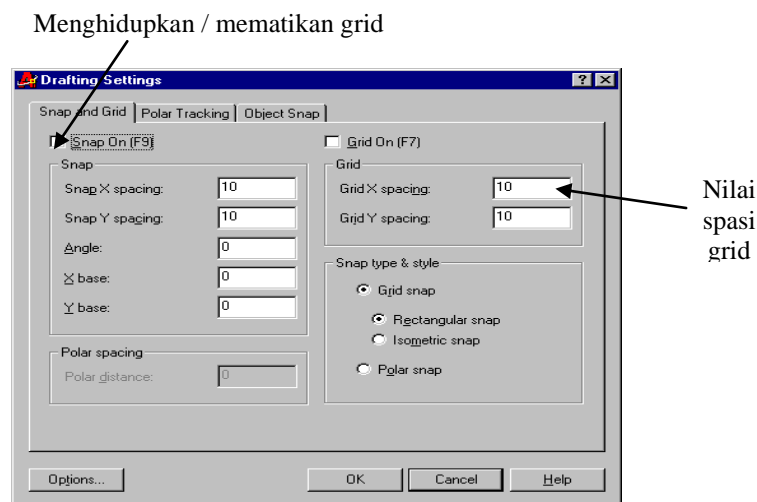 Menghidupkan / mematikan grid
Drafting Settings
Snap and Grid
Polar Tracking
Object Snap
Snap On (F9)
Grid On (F7)
Snap
Snap X spacing: 10
Snap Y spacing: 10
Angle: 0
X base: 0
Y base: 0
Polar spacing
Polar distance: 0
Grid
Grid X spacing: 10
Grid Y spacing: 10
Snap type & style
Grid snap
Rectangular snap
Isometric snap
Polar snap
Nilai
spasi
grid
Options...
OK
Cancel
Help